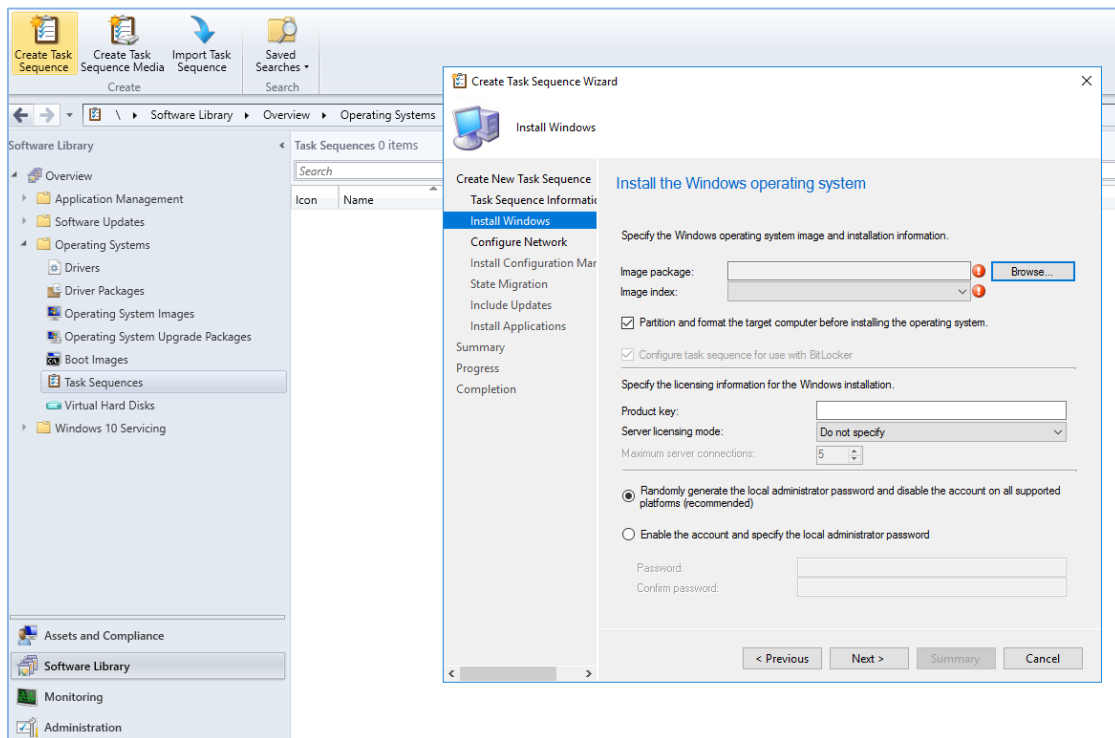 Create Task
Sequence
Create Task
Sequence Media
Import Task
Sequence
Saved
Searches
Create
Search
\ Software Library Overview Operating Systems
Software Library
Overview
Application Management
Software Updates
Operating Systems
Drivers
Driver Packages
Operating System Images
Operating System Upgrade Packages
Boot Images
Task Sequences
Virtual Hard Disks
Windows 10 Servicing
Assets and Compliance
Software Library
Monitoring
Administration
Task Sequences 0 items
Search
Icon Name
Create Task Sequence Wizard
Install Windows
Create New Task Sequence
Task Sequence Informatic
Install Windows
Configure Network
Install Configuration Mar
State Migration
Include Updates
Install Applications
Summary
Progress
Completion
Install the Windows operating system
Specify the Windows operating system image and installation information.
Image package:
Browse...
Image index:
Partition and format the target computer before installing the operating system.
Configure task sequence for use with BitLocker
Specify the licensing information for the Windows installation.
Product key:
Server licensing mode: Do not specify
Maximum server connections: 5
Randomly generate the local administrator password and disable the account on all supported
platforms (recommended)
Enable the account and specify the local administrator password
Password:
Confirm password:
< Previous
Next >
Summary
Cancel